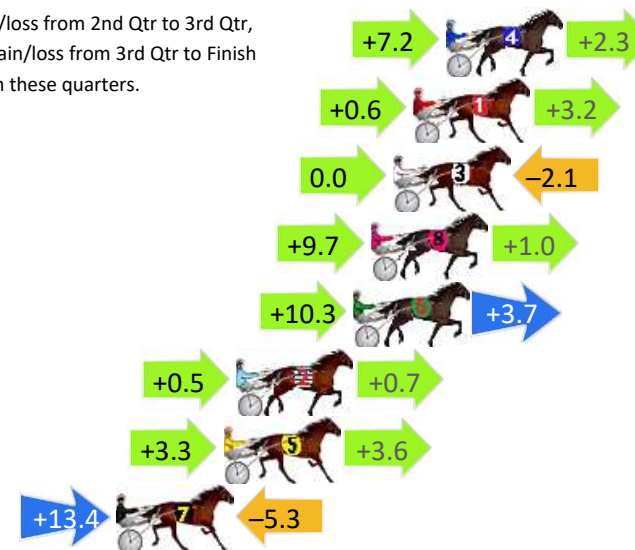 /loss from 2nd Qtr to 3rd Qtr,
ain/loss from 3rd Qtr to Finish
n these quarters.
+7.2 4 +2.3
+0.6 1 +3.2
0.0 3 –2.1
+9.7 8 +1.0
+10.3 6 +3.7
+0.5 2 +0.7
+3.3 5 +3.6
+13.4 7 –5.3